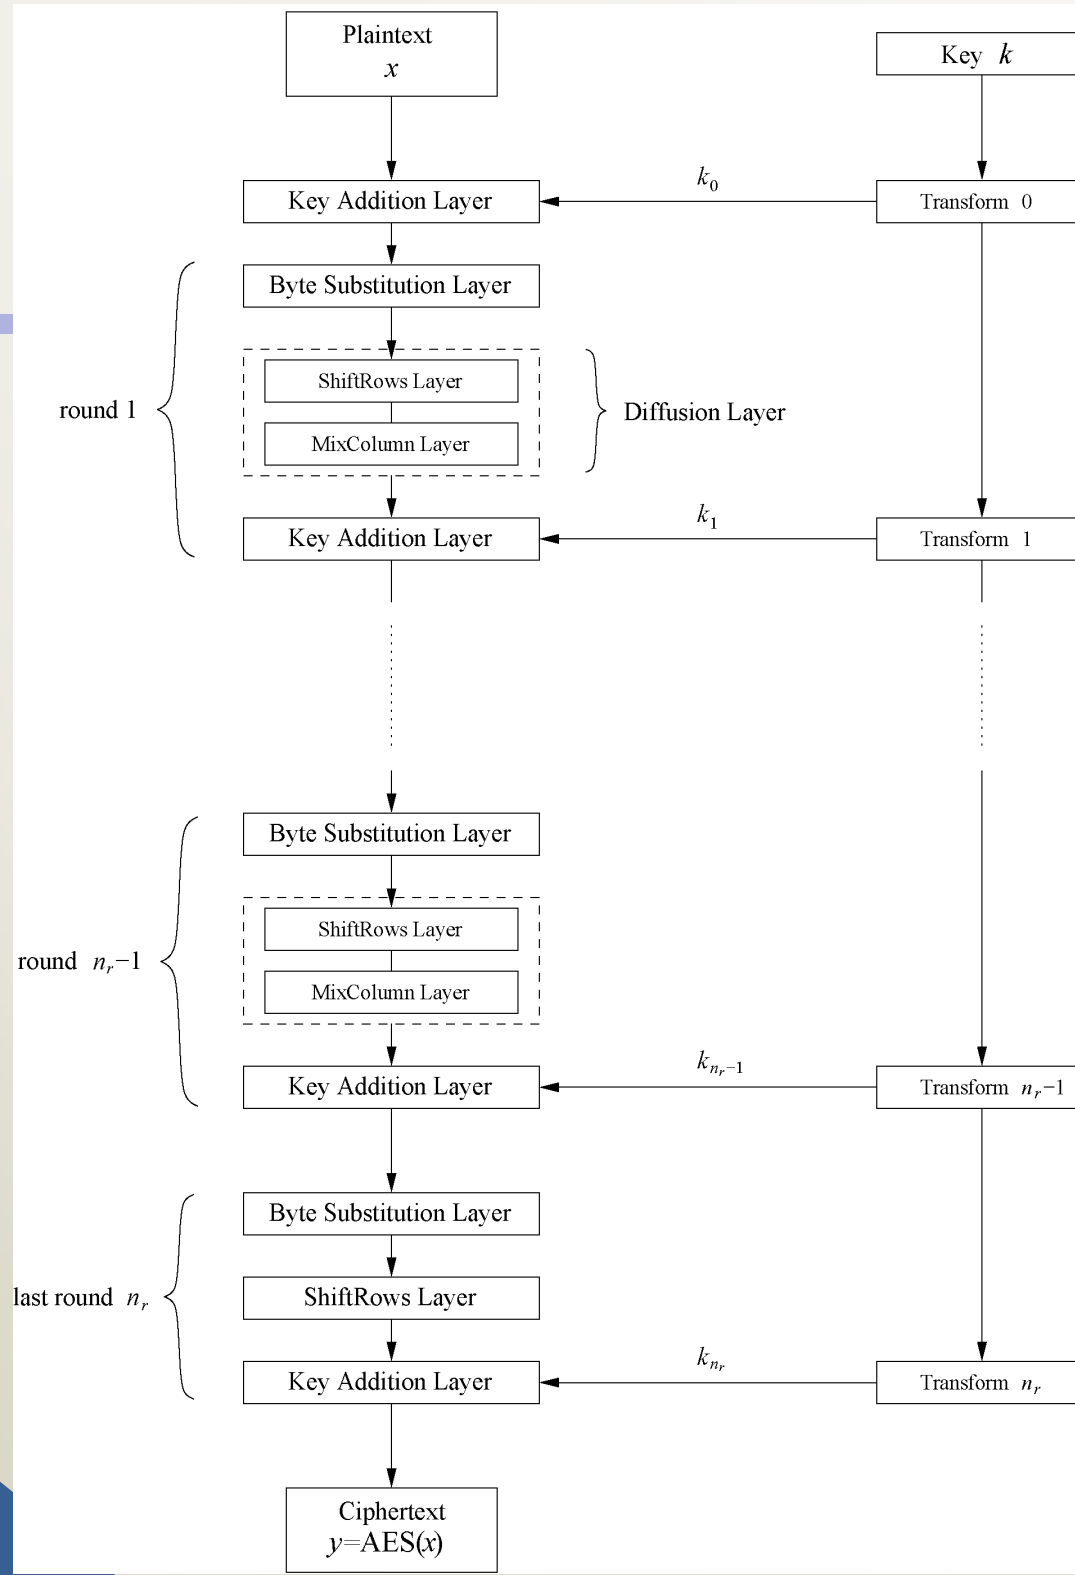 Plaintext
x
Key k
k₀
Key Addition Layer
Transform 0
Byte Substitution Layer
ShiftRows Layer
round 1
Diffusion Layer
MixColumn Layer
k₁
Key Addition Layer
Transform 1
Byte Substitution Layer
ShiftRows Layer
round nᵣ−1
MixColumn Layer
kₙᵣ₋₁
Key Addition Layer
Transform nᵣ−1
Byte Substitution Layer
last round nᵣ
ShiftRows Layer
kₙᵣ
Key Addition Layer
Transform nᵣ
Ciphertext
y=AES(x)